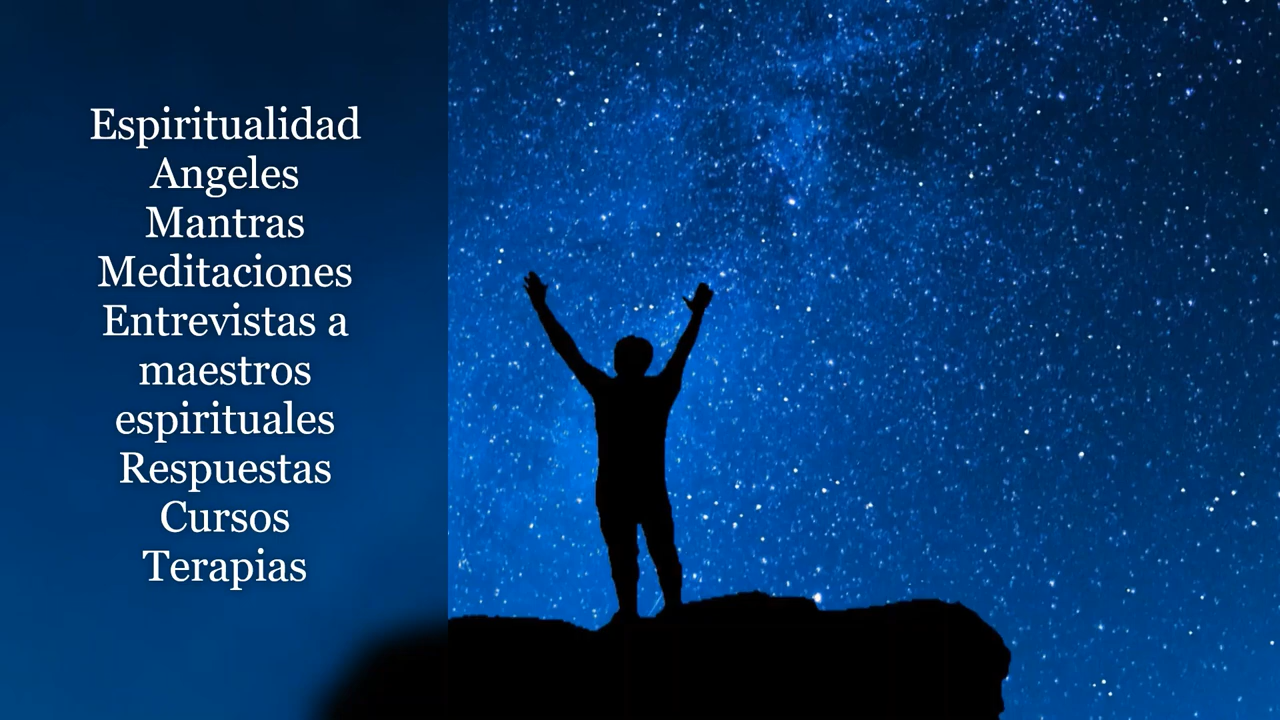 Espiritualidad
Angeles
Mantras
Meditaciones
Entrevistas a
maestros
espirituales
Respuestas
Cursos
Terapias